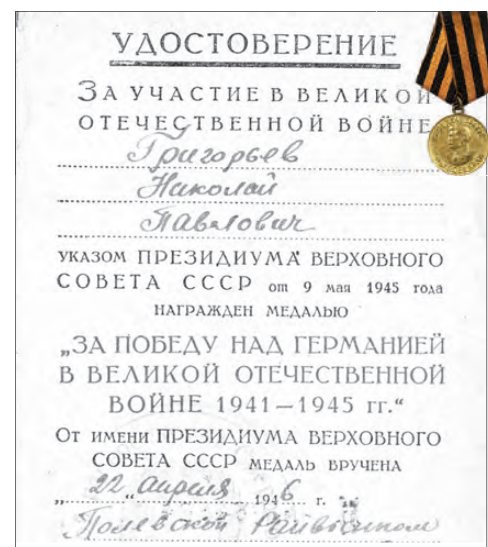 УДОСТОВЕРЕНИЕ
ЗА УЧАСТИЕ В ВЕЛИКОЙ
ОТЕЧЕСТВЕННОЙ ВОЙНЕ
Григорьев
Николай
Павлович
УКАЗОМ ПРЕЗИДИУМА ВЕРХОВНОГО
СОВЕТА СССР от 9 мая 1945 года
НАГРАЖДЕН МЕДАЛЬЮ
„ЗА ПОБЕДУ НАД ГЕРМАНИЕЙ
В ВЕЛИКОЙ ОТЕЧЕСТВЕННОЙ
ВОЙНЕ 1941—1945 гг.“
ОТ ИМЕНИ ПРЕЗИДИУМА ВЕРХОВНОГО
СОВЕТА СССР МЕДАЛЬ ВРУЧЕНА
„22“ апреля 1946 г.
Полевской Райвоенком